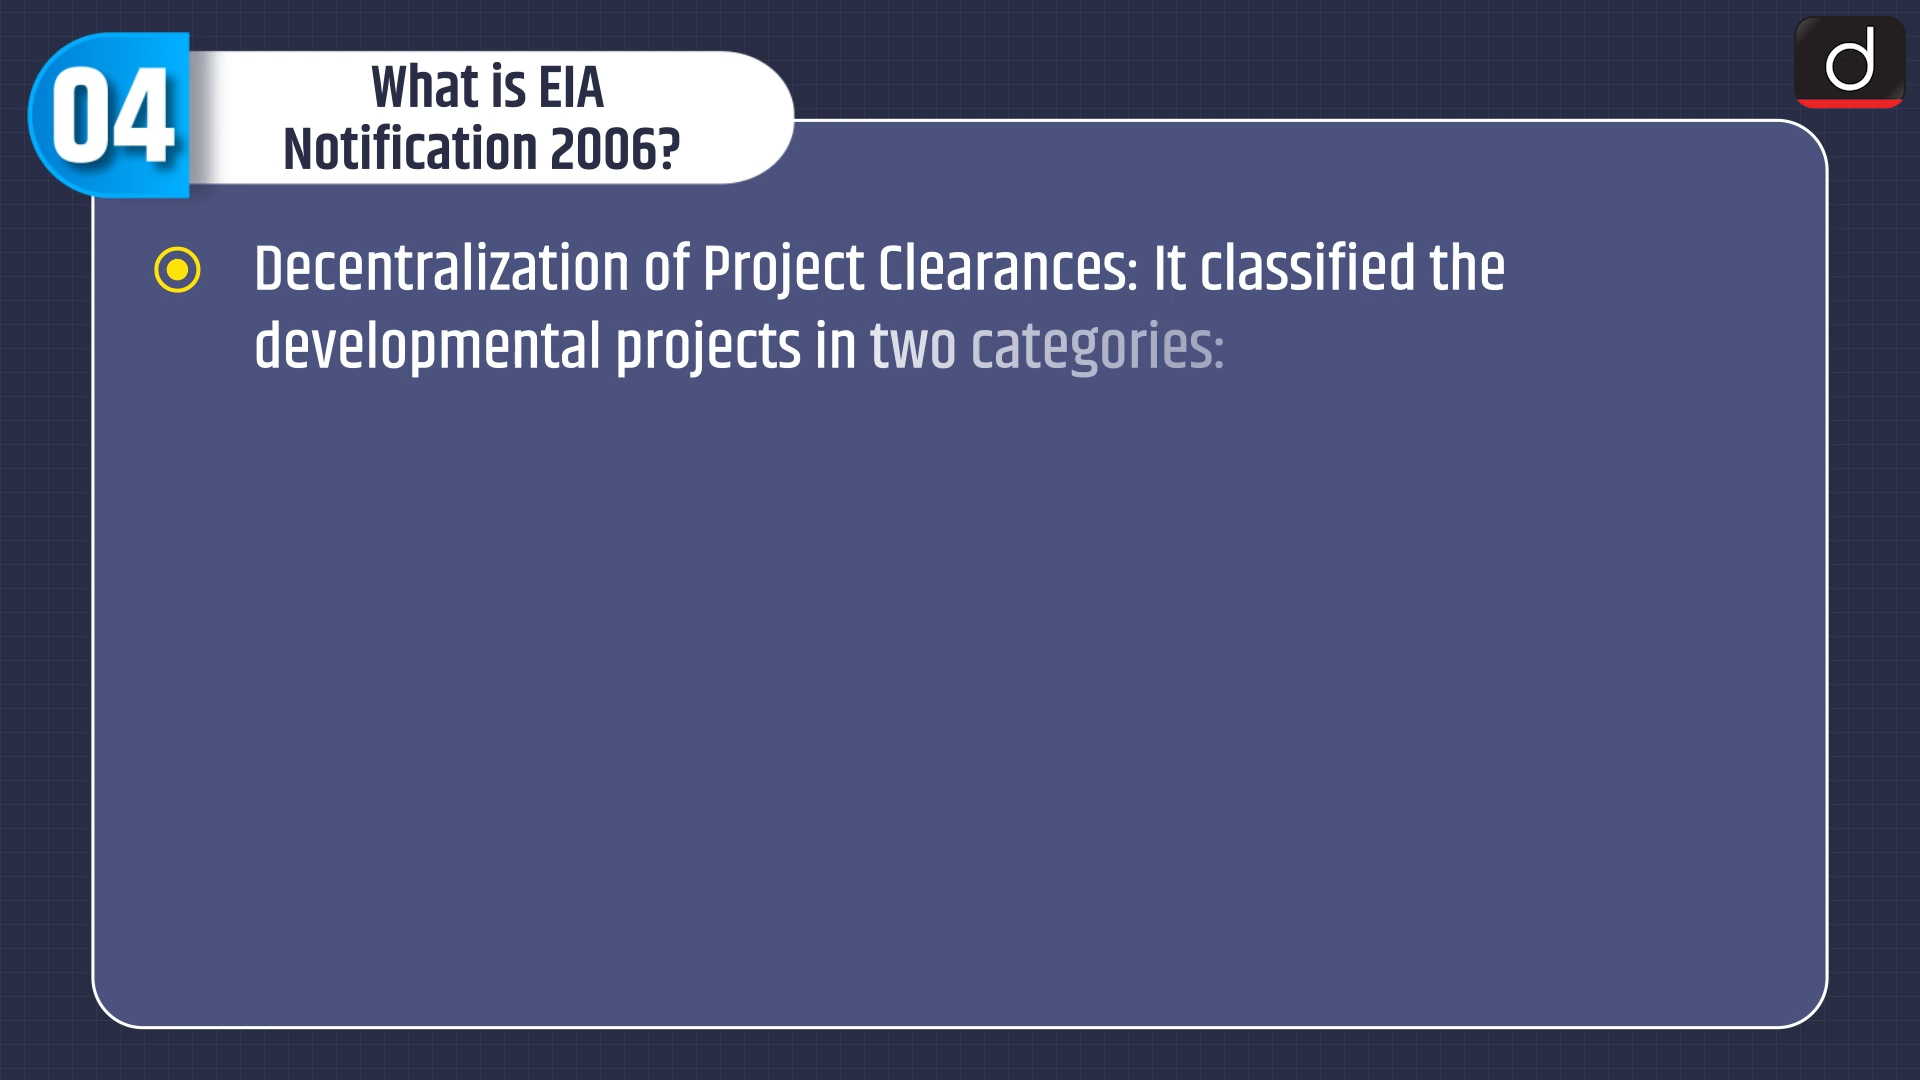 04
What is EIA
Notification 2006?
d
Decentralization of Project Clearances: It classified the
developmental projects in two categories: